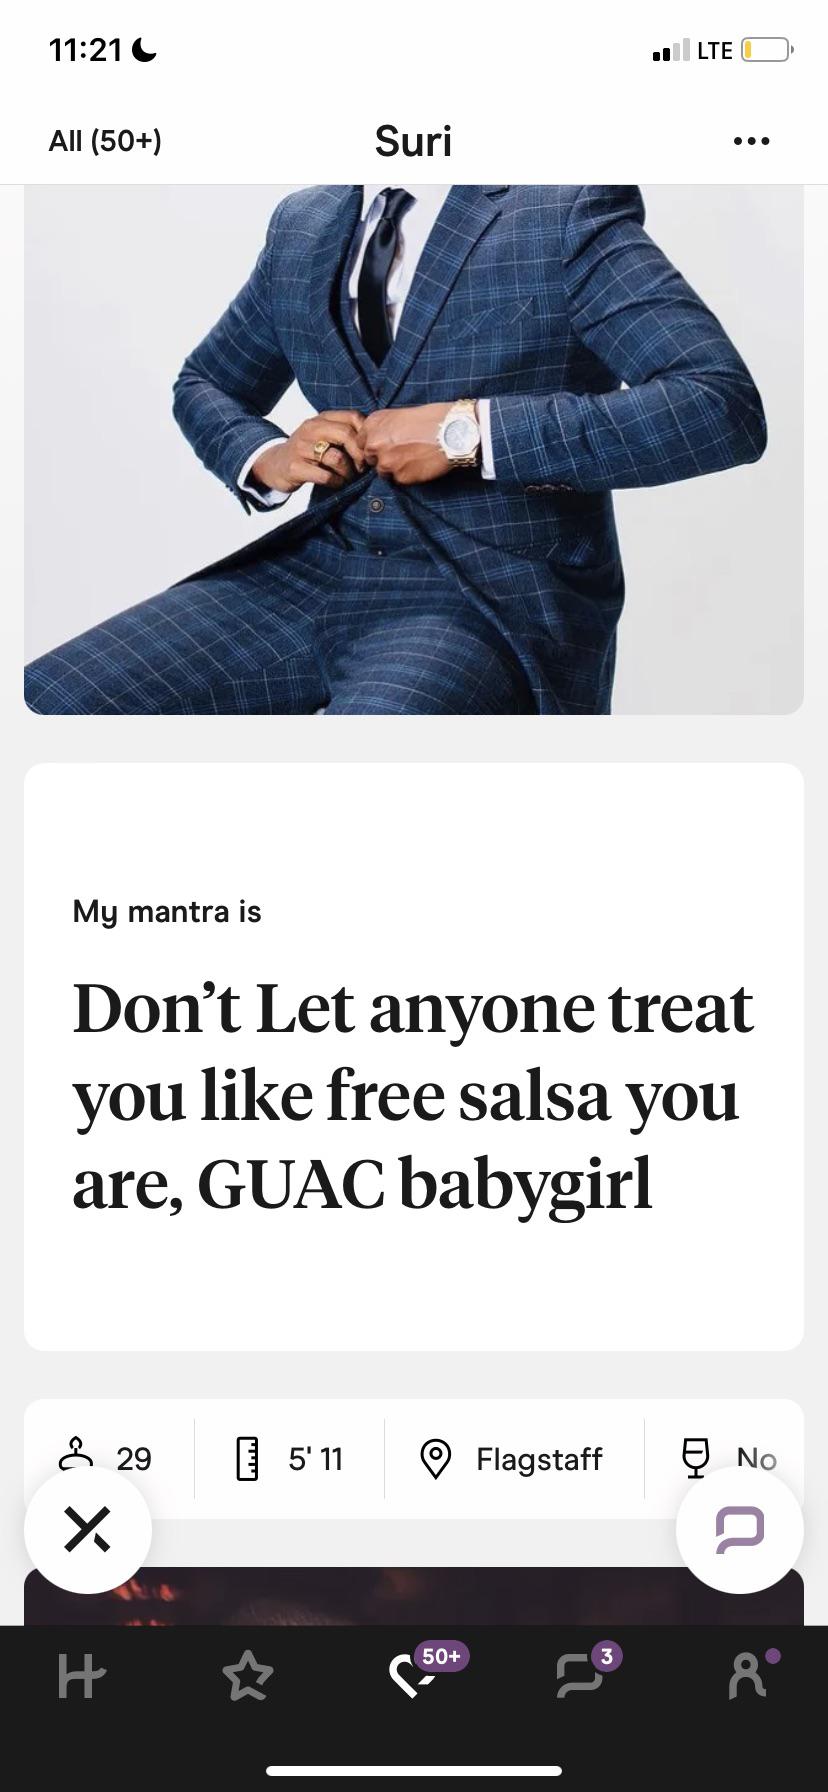 11:21
LTE
All (50+)
Suri
My mantra is
Don’t Let anyone treat
you like free salsa you
are, GUAC babygirl
29
5' 11
Flagstaff
No
50+
3